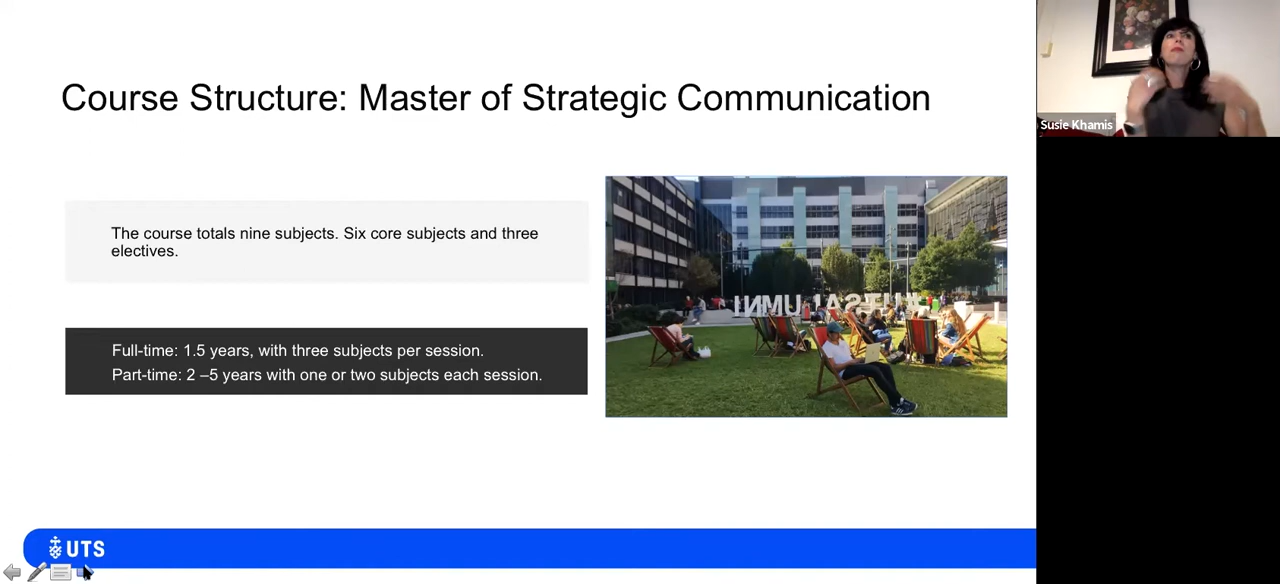 Course Structure: Master of Strategic Communication
Susie Khamis
The course totals nine subjects. Six core subjects and three
electives.
#UTSALUMNI
Full-time: 1.5 years, with three subjects per session.
Part-time: 2 –5 years with one or two subjects each session.
UTS